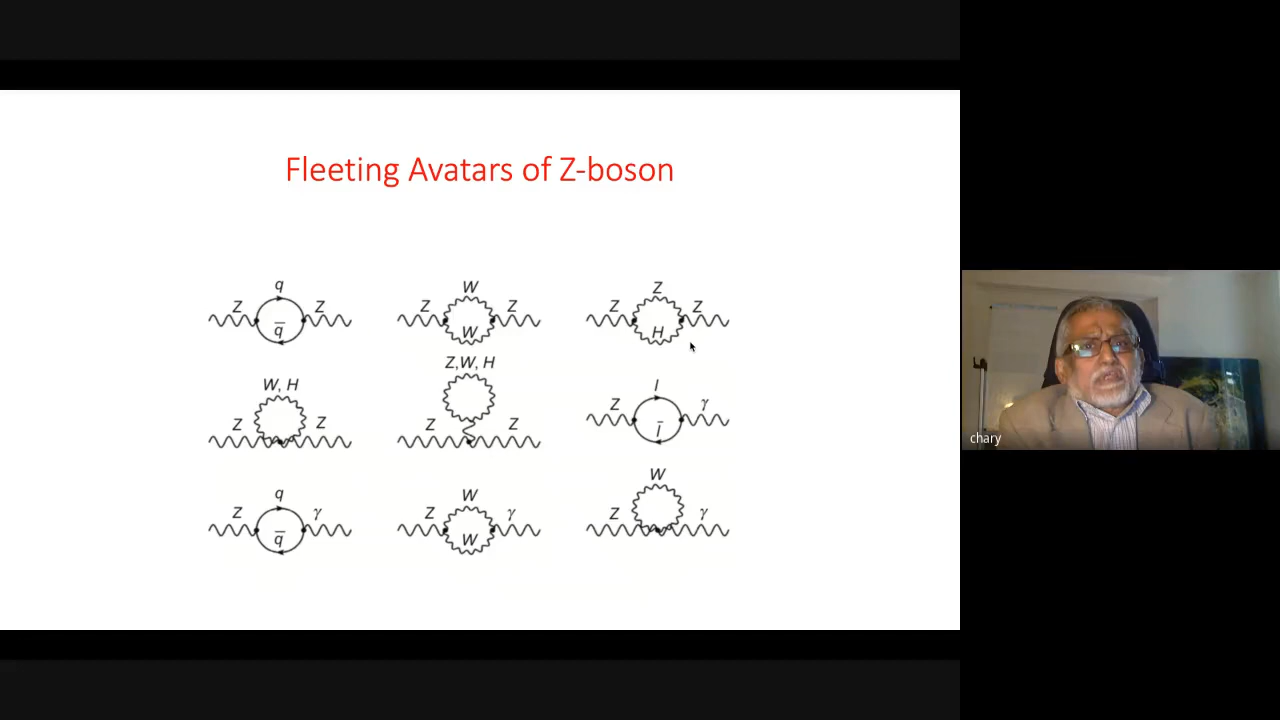 Fleeting Avatars of Z-boson
q W Z
Z q̅ Z Z W Z Z H Z
W, H Z,W, H l
Z Z Z Z Z l̅ γ
q W W
Z q̅ γ Z W γ Z γ
chary